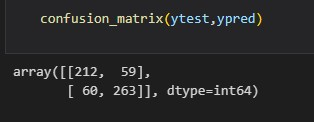 confusion_matrix(ytest,ypred)
array([[212,  59],
       [ 60, 263]], dtype=int64)